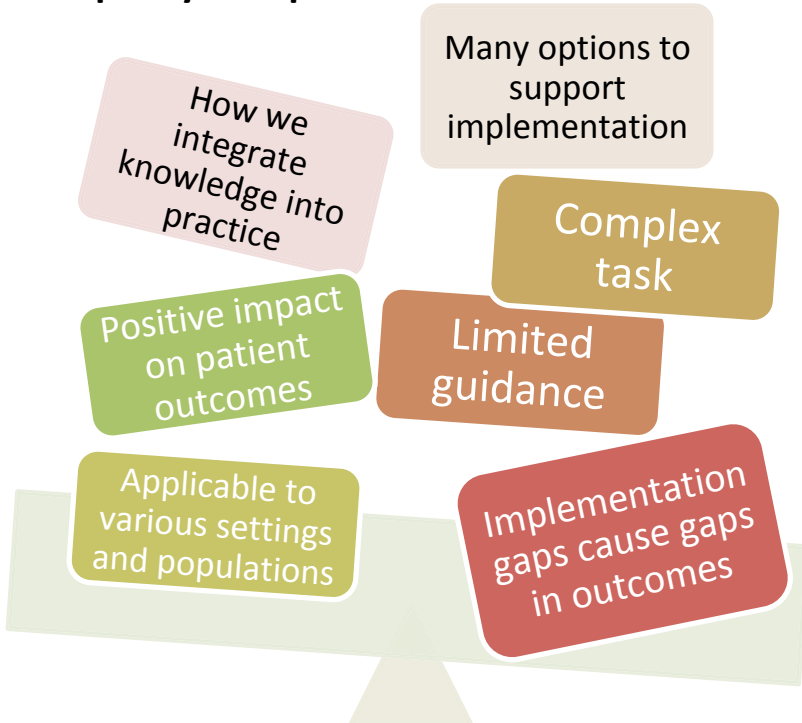 How we
integrate
knowledge into
practice
Many options to
support
implementation
Complex
task
Positive impact
on patient
outcomes
Limited
guidance
Applicable to
various settings
and populations
Implementation
gaps cause gaps
in outcomes